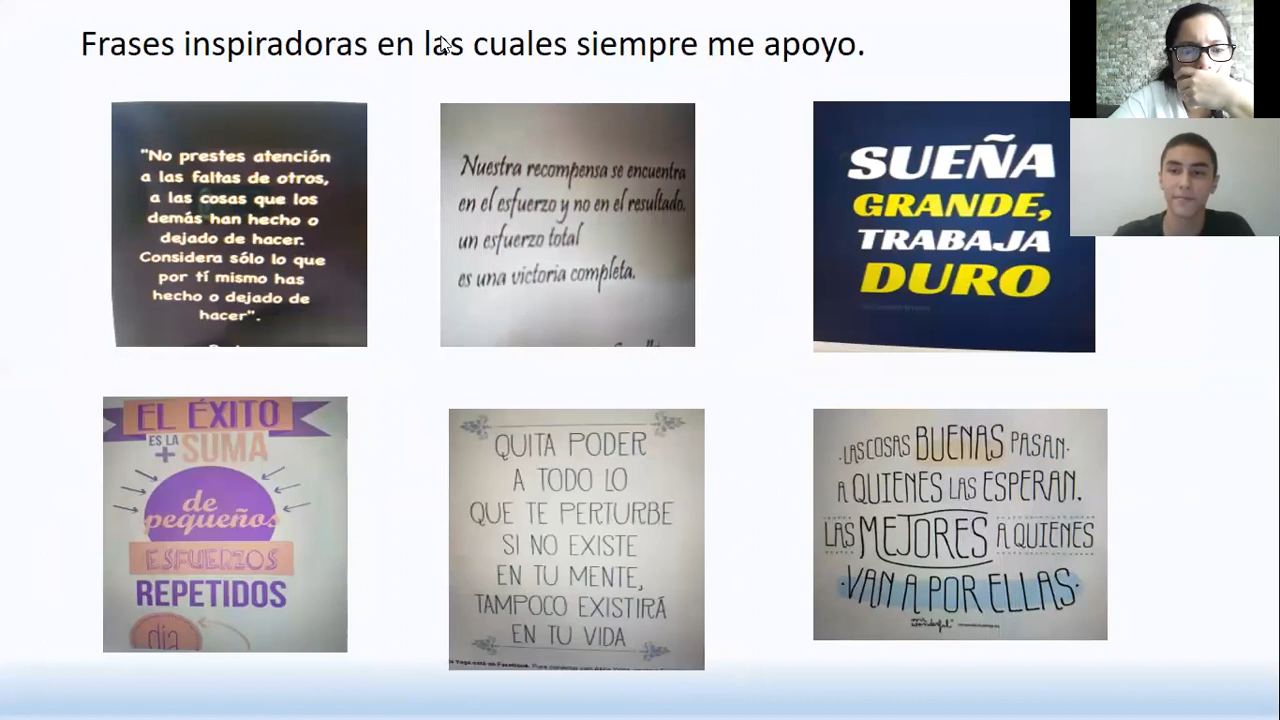 Frases inspiradoras en las cuales siempre me apoyo.
"No prestes atención
a las faltas de otros,
a las cosas que los
demás han hecho o
dejado de hacer.
Considera sólo lo que
por tí mismo has
hecho o dejado de
hacer".
Nuestra recompensa se encuentra
en el esfuerzo y no en el resultado.
un esfuerzo total
es una victoria completa.
SUEÑA
GRANDE,
TRABAJA
DURO
EL ÉXITO
ES LA
+ SUMA
de
pequeños
ESFUERZOS
REPETIDOS
día
QUITA PODER
A TODO LO
QUE TE PERTURBE
SI NO EXISTE
EN TU MENTE,
TAMPOCO EXISTIRÁ
EN TU VIDA
·LAS COSAS BUENAS PASAN·
A QUIENES LAS ESPERAN.
LAS MEJORES A QUIENES
·VAN A POR ELLAS·
mr wonderful